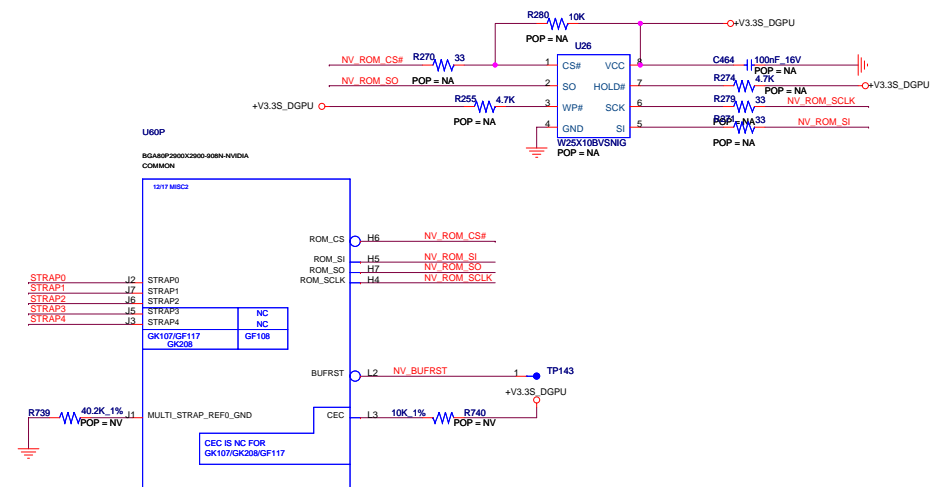 R280 10K
POP = NA
+V3.3S_DGPU
U26
NV_ROM_CS# R270 33
POP = NA
1 CS# VCC 8
C464 100nF_16V
POP = NA
NV_ROM_SO
2 SO HOLD# 7
R274 4.7K
POP = NA
+V3.3S_DGPU
+V3.3S_DGPU
R255 4.7K
POP = NA
3 WP# SCK 6
R279 33 NV_ROM_SCLK
POP = NA
4 GND SI 5
33 NV_ROM_SI
POP = NA
W25X10BVSNIG
POP = NA
U60P
BGA80P2900X2900-908N-NVIDIA
COMMON
12/17 MISC2
ROM_CS H6 NV_ROM_CS#
ROM_SI H5 NV_ROM_SI
ROM_SO H7 NV_ROM_SO
ROM_SCLK H4 NV_ROM_SCLK
STRAP0 J2 STRAP0
STRAP1 J7 STRAP1
STRAP2 J6 STRAP2
STRAP3 J5 STRAP3 NC
STRAP4 J3 STRAP4 NC
GK107/GF117 GF108
GK208
BUFRST L2 NV_BUFRST 1 TP143
+V3.3S_DGPU
R739 40.2K_1% J1 MULTI_STRAP_REF0_GND
POP = NV
CEC L3 10K_1% R740
POP = NV
CEC IS NC FOR
GK107/GK208/GF117